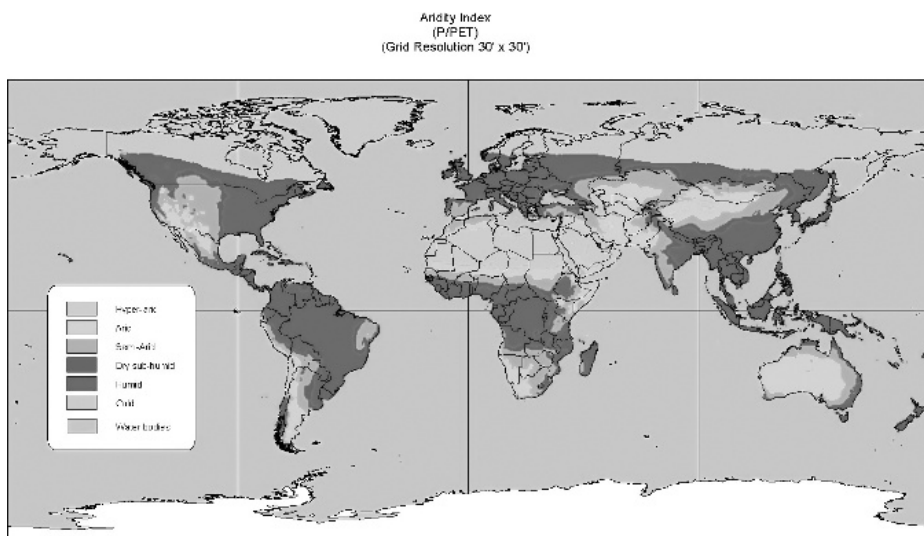 Aridity Index
(P/PET)
(Grid Resolution 30' x 30')
Hyper-arid
Arid
Semi-Arid
Dry sub-humid
Humid
Cold
Water bodies